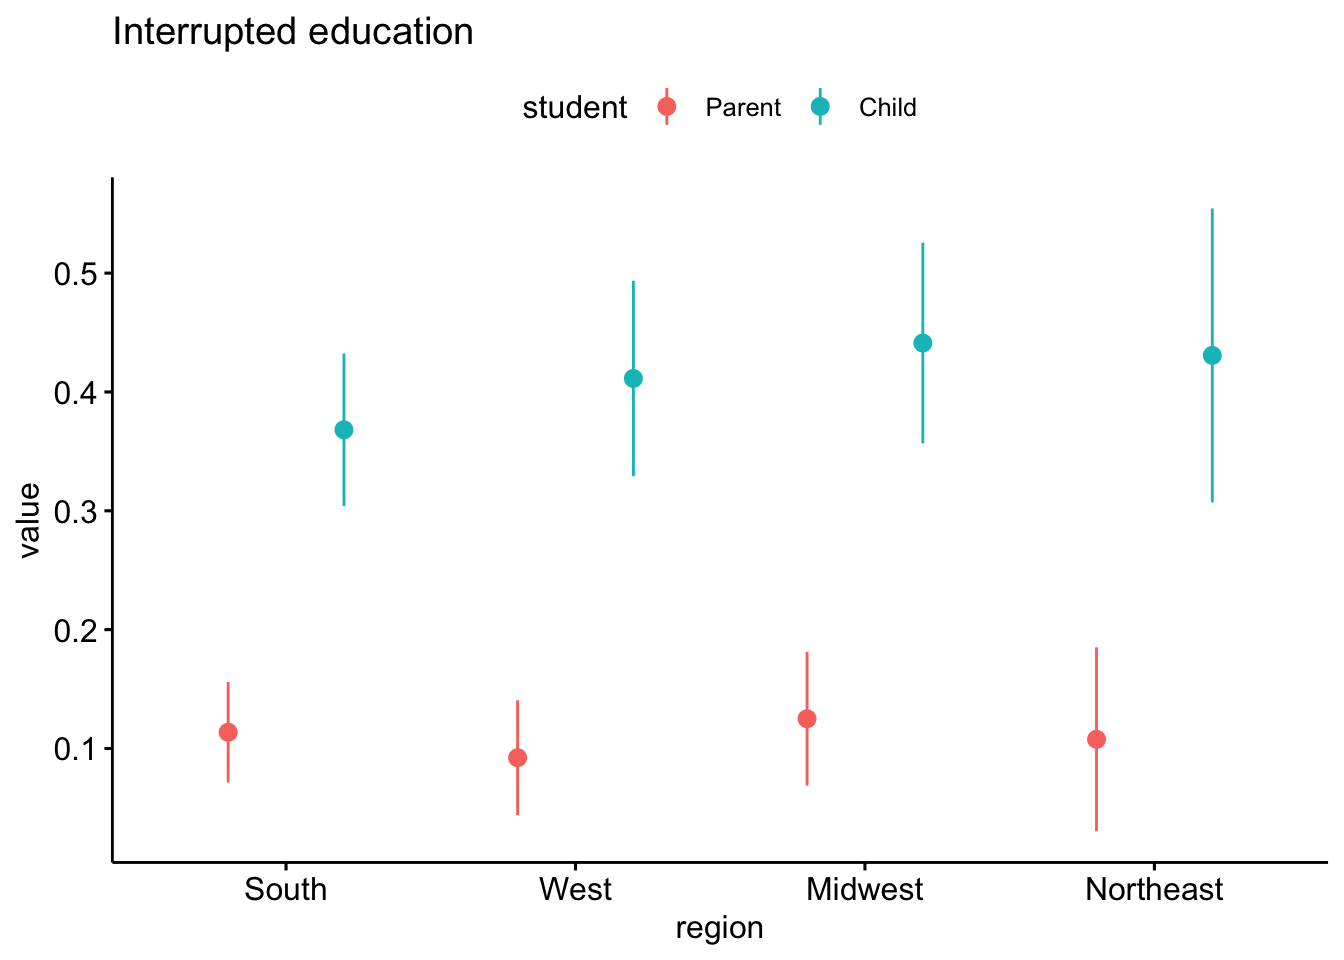 Interrupted education
student Parent Child
0.5
0.4
0.3
0.2
0.1
value
South West Midwest Northeast
region